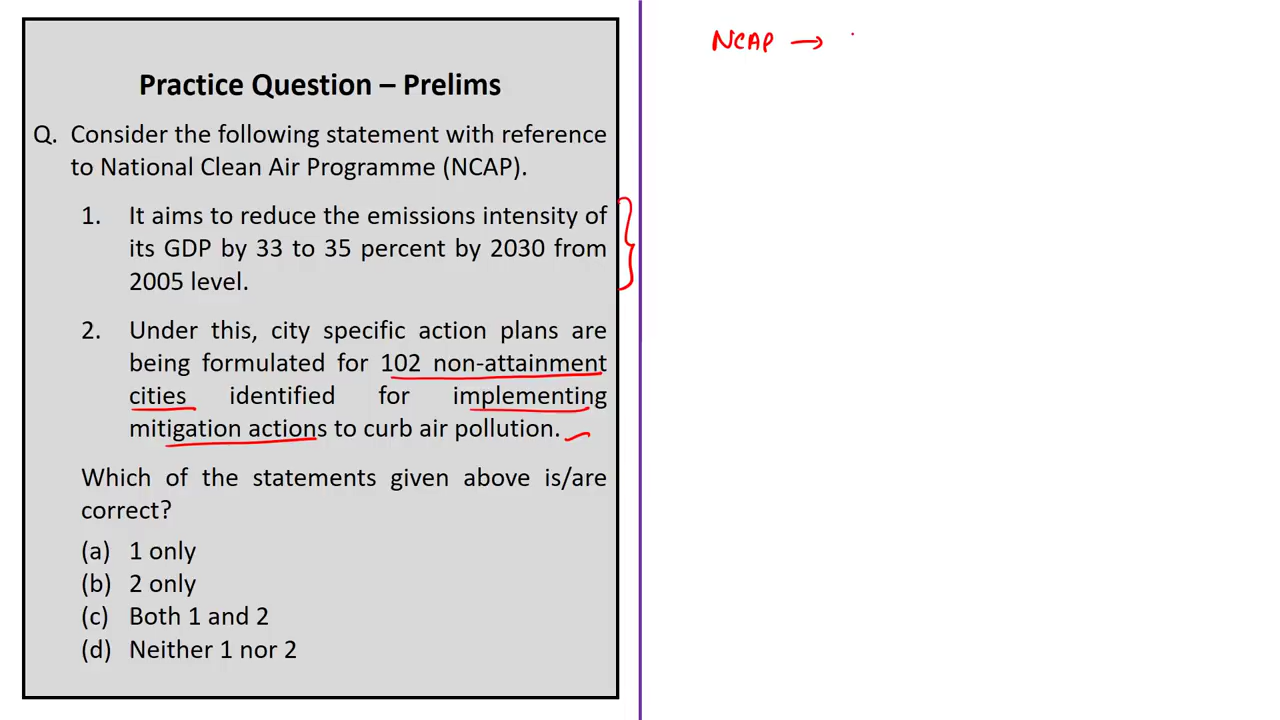 Practice Question – Prelims
Q. Consider the following statement with reference
to National Clean Air Programme (NCAP).
1. It aims to reduce the emissions intensity of
its GDP by 33 to 35 percent by 2030 from
2005 level.
2. Under this, city specific action plans are
being formulated for 102 non-attainment
cities identified for implementing
mitigation actions to curb air pollution.
Which of the statements given above is/are
correct?
(a) 1 only
(b) 2 only
(c) Both 1 and 2
(d) Neither 1 nor 2
NCAP →